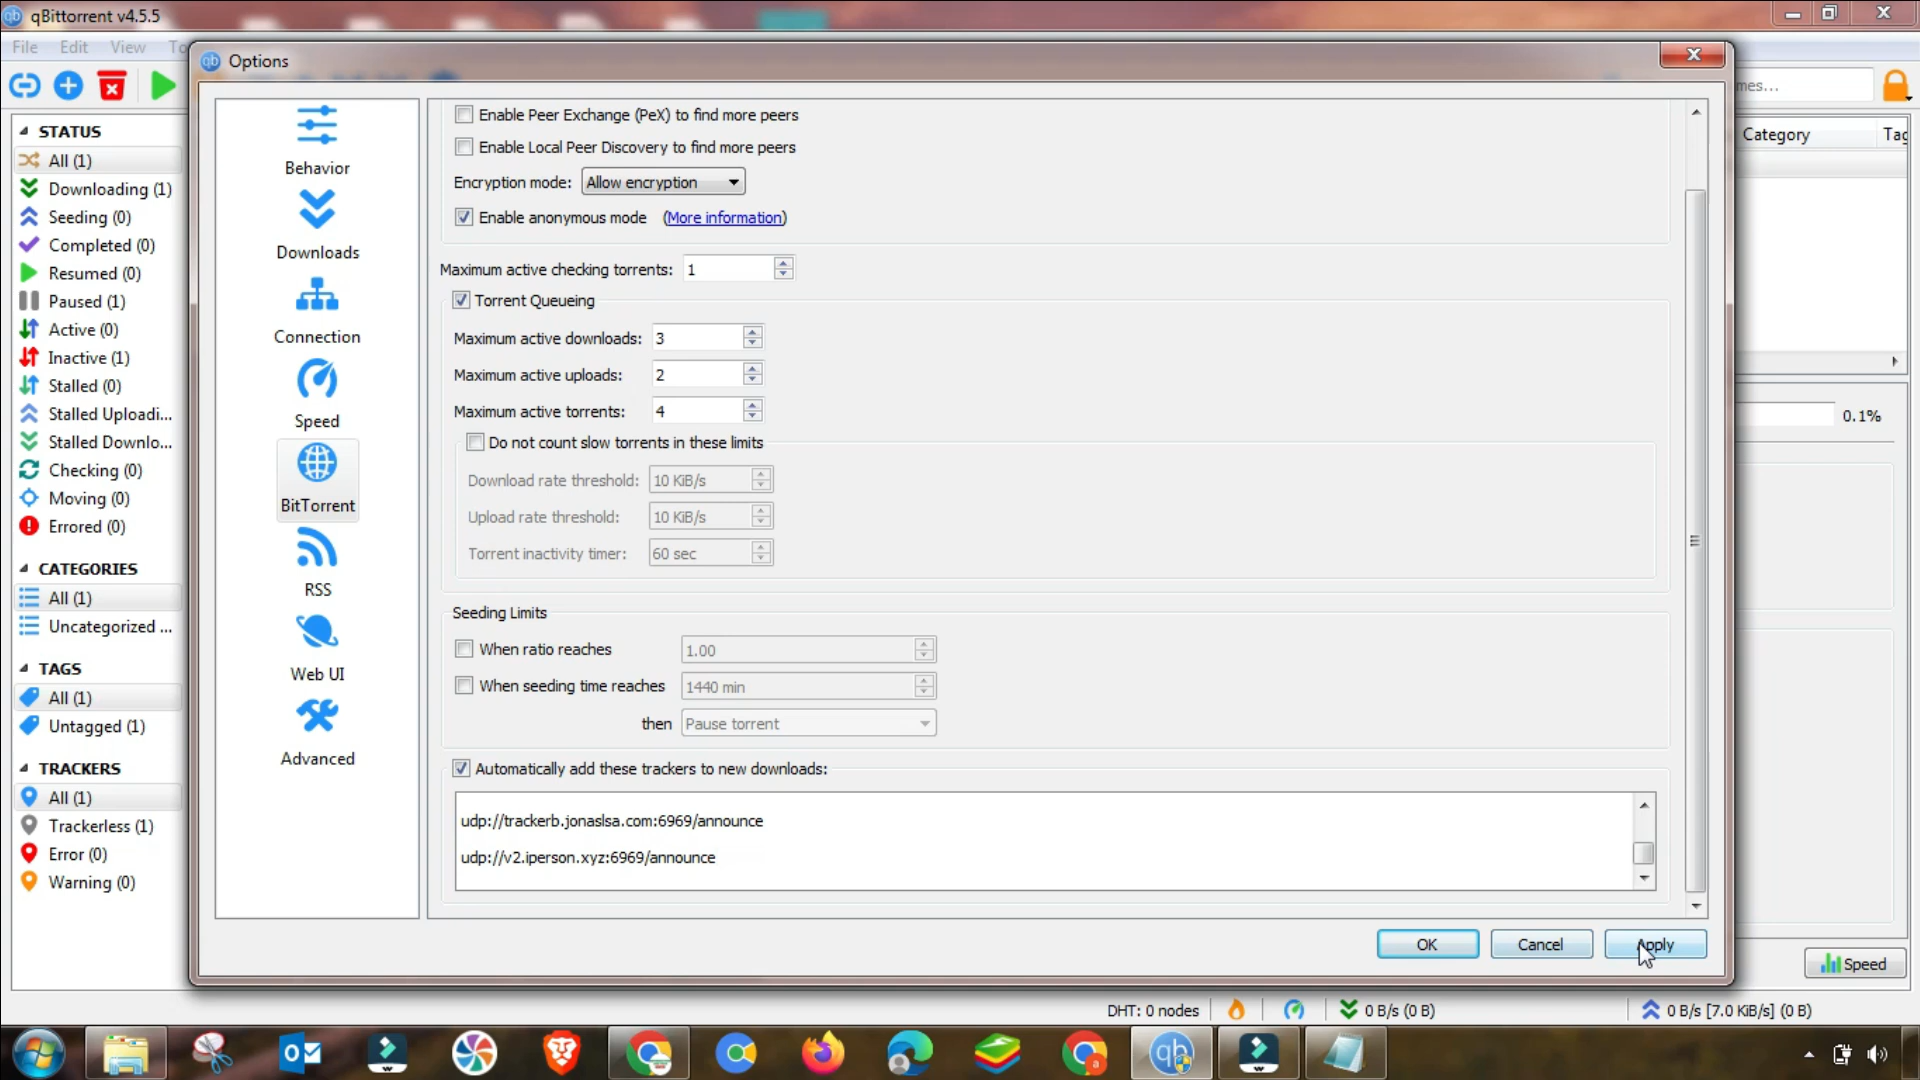 qBittorrent v4.5.5
File Edit View To
Options
mes...
STATUS
All (1)
Downloading (1)
Seeding (0)
Completed (0)
Resumed (0)
Paused (1)
Active (0)
Inactive (1)
Stalled (0)
Stalled Uploadi...
Stalled Downlo...
Checking (0)
Moving (0)
Errored (0)
CATEGORIES
All (1)
Uncategorized ...
TAGS
All (1)
Untagged (1)
TRACKERS
All (1)
Trackerless (1)
Error (0)
Warning (0)
Behavior
Downloads
Connection
Speed
BitTorrent
RSS
Web UI
Advanced
Enable Peer Exchange (PeX) to find more peers
Enable Local Peer Discovery to find more peers
Encryption mode: Allow encryption
Enable anonymous mode (More information)
Maximum active checking torrents: 1
Torrent Queueing
Maximum active downloads: 3
Maximum active uploads: 2
Maximum active torrents: 4
Do not count slow torrents in these limits
Download rate threshold: 10 KiB/s
Upload rate threshold: 10 KiB/s
Torrent inactivity timer: 60 sec
Seeding Limits
When ratio reaches 1.00
When seeding time reaches 1440 min
then Pause torrent
Automatically add these trackers to new downloads:
udp://trackerb.jonaslsa.com:6969/announce
udp://v2.iperson.xyz:6969/announce
OK Cancel Apply
Category Tag
0.1%
Speed
DHT: 0 nodes 0 B/s (0 B) 0 B/s [7.0 KiB/s] (0 B)